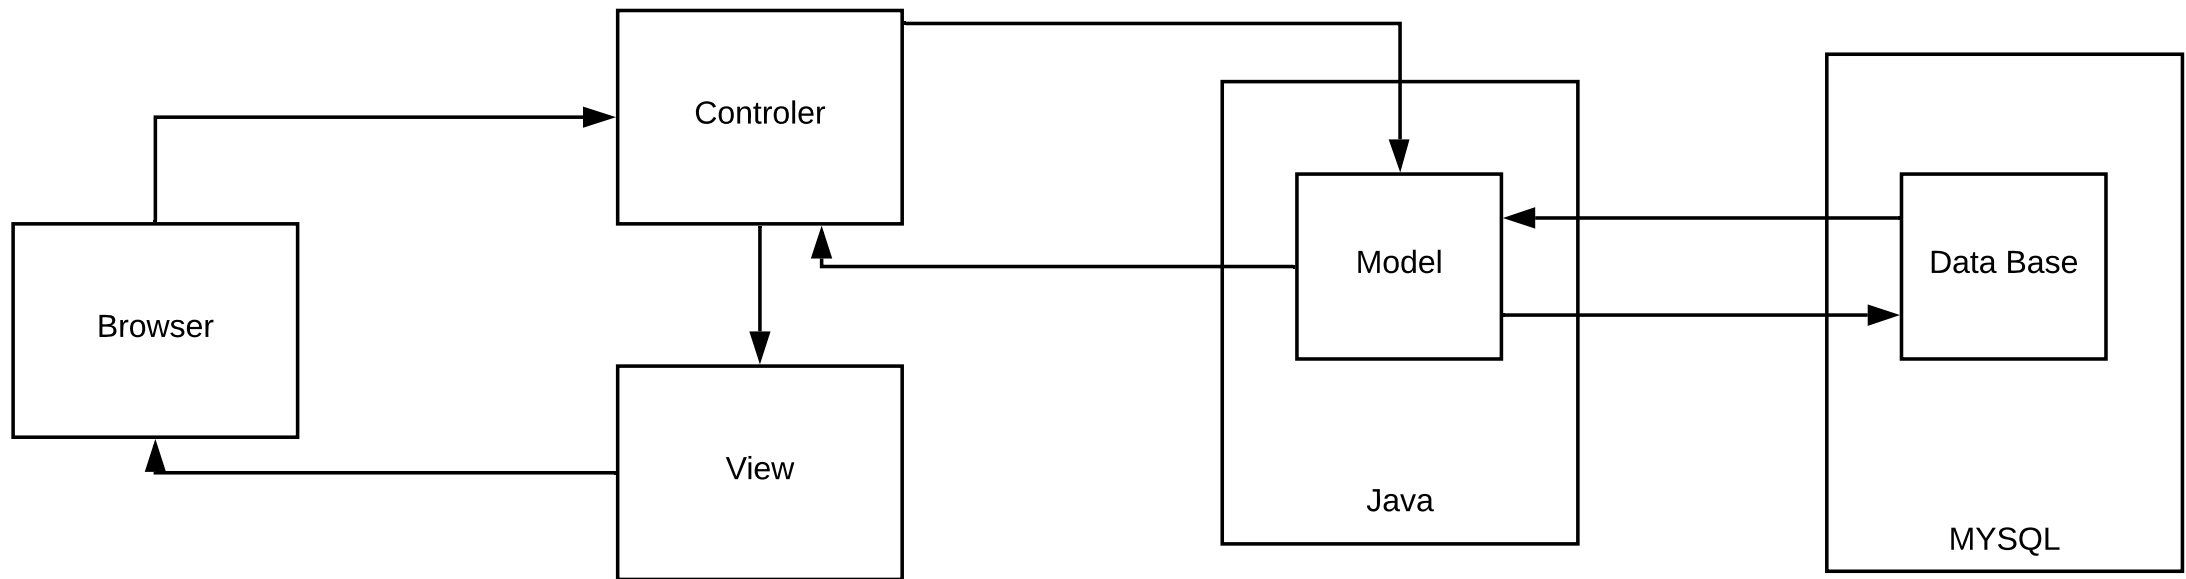 Controler
Browser
View
Model
Java
Data Base
MYSQL